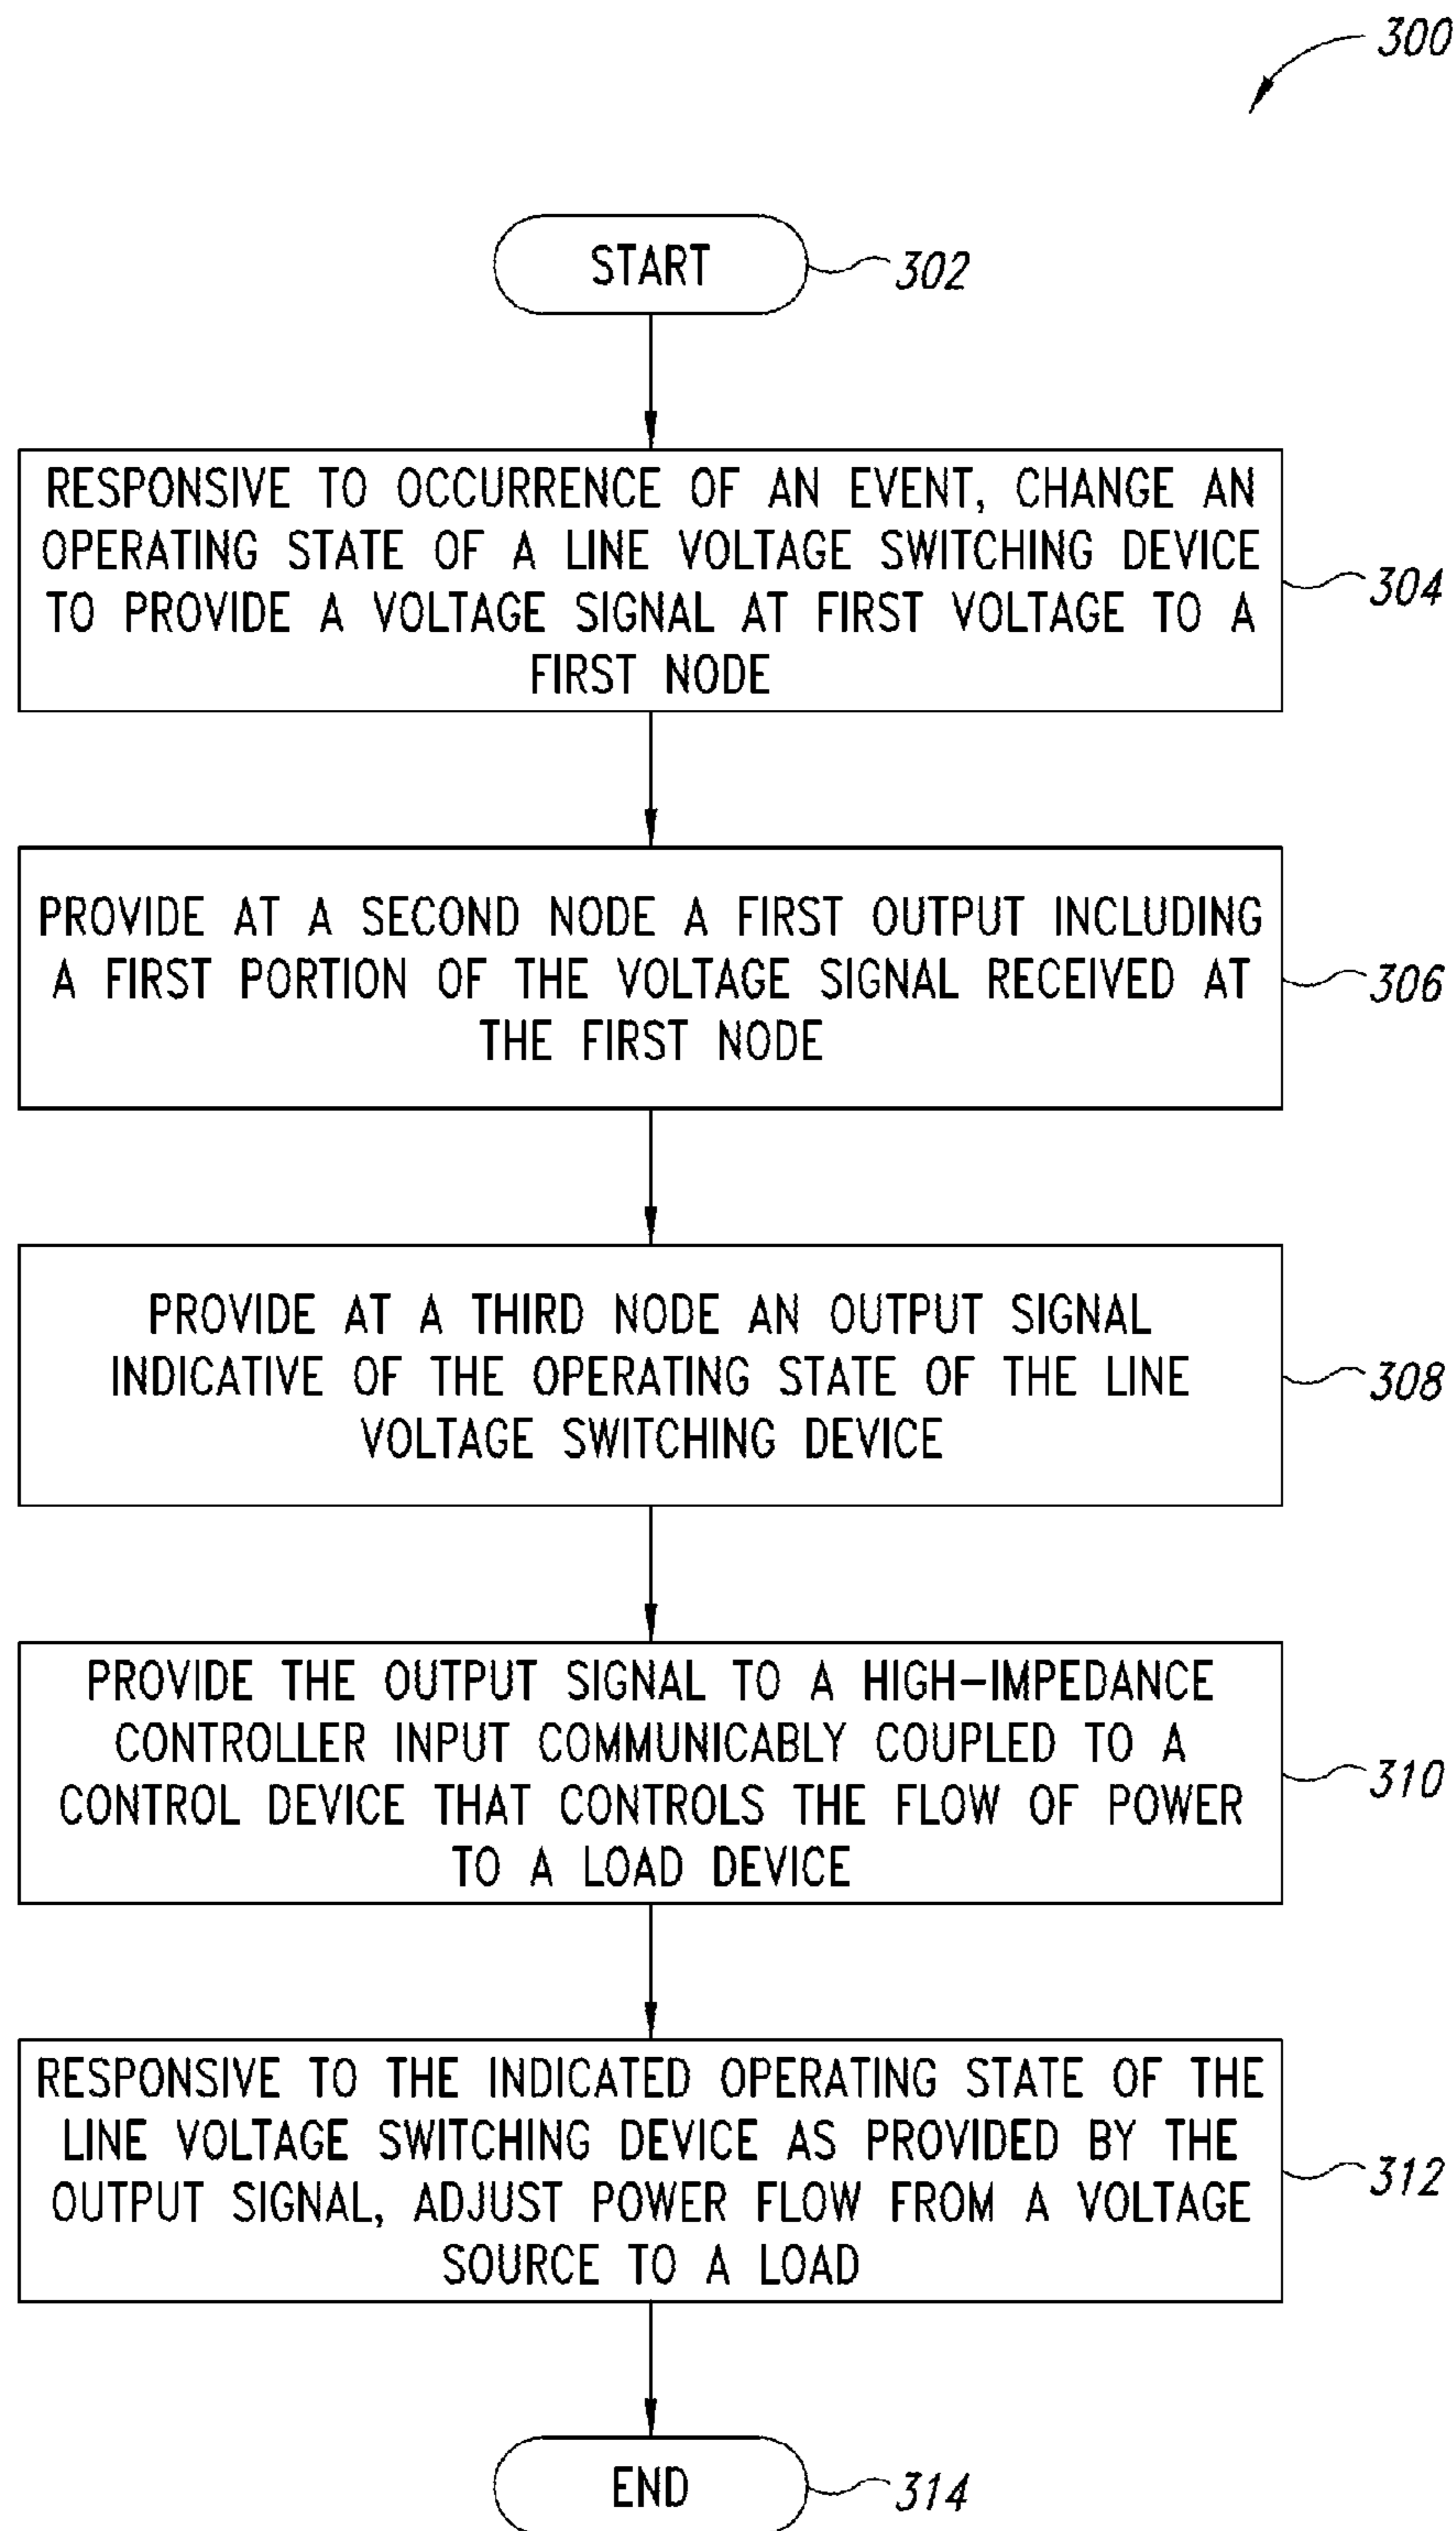 300
START
302
RESPONSIVE TO OCCURRENCE OF AN EVENT, CHANGE AN
OPERATING STATE OF A LINE VOLTAGE SWITCHING DEVICE
TO PROVIDE A VOLTAGE SIGNAL AT FIRST VOLTAGE TO A
FIRST NODE
304
PROVIDE AT A SECOND NODE A FIRST OUTPUT INCLUDING
A FIRST PORTION OF THE VOLTAGE SIGNAL RECEIVED AT
THE FIRST NODE
306
PROVIDE AT A THIRD NODE AN OUTPUT SIGNAL
INDICATIVE OF THE OPERATING STATE OF THE LINE
VOLTAGE SWITCHING DEVICE
308
PROVIDE THE OUTPUT SIGNAL TO A HIGH-IMPEDANCE
CONTROLLER INPUT COMMUNICABLY COUPLED TO A
CONTROL DEVICE THAT CONTROLS THE FLOW OF POWER
TO A LOAD DEVICE
310
RESPONSIVE TO THE INDICATED OPERATING STATE OF THE
LINE VOLTAGE SWITCHING DEVICE AS PROVIDED BY THE
OUTPUT SIGNAL, ADJUST POWER FLOW FROM A VOLTAGE
SOURCE TO A LOAD
312
END
314